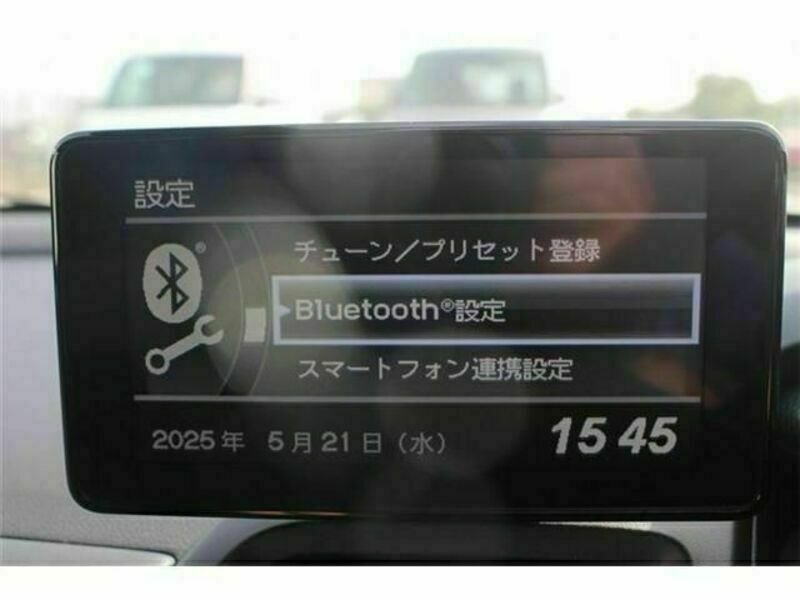 設定
®
チューン／プリセット登録
Bluetooth®設定
スマートフォン連携設定
2025年 5月21日（水） 15 45